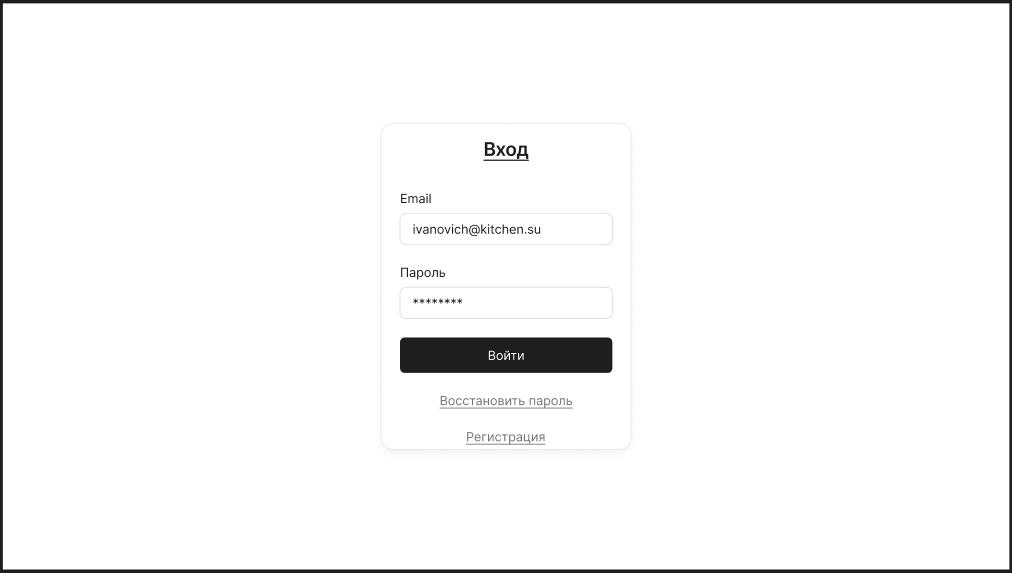 Вход
Email
ivanovich@kitchen.su
Пароль
********
Войти
Восстановить пароль
Регистрация